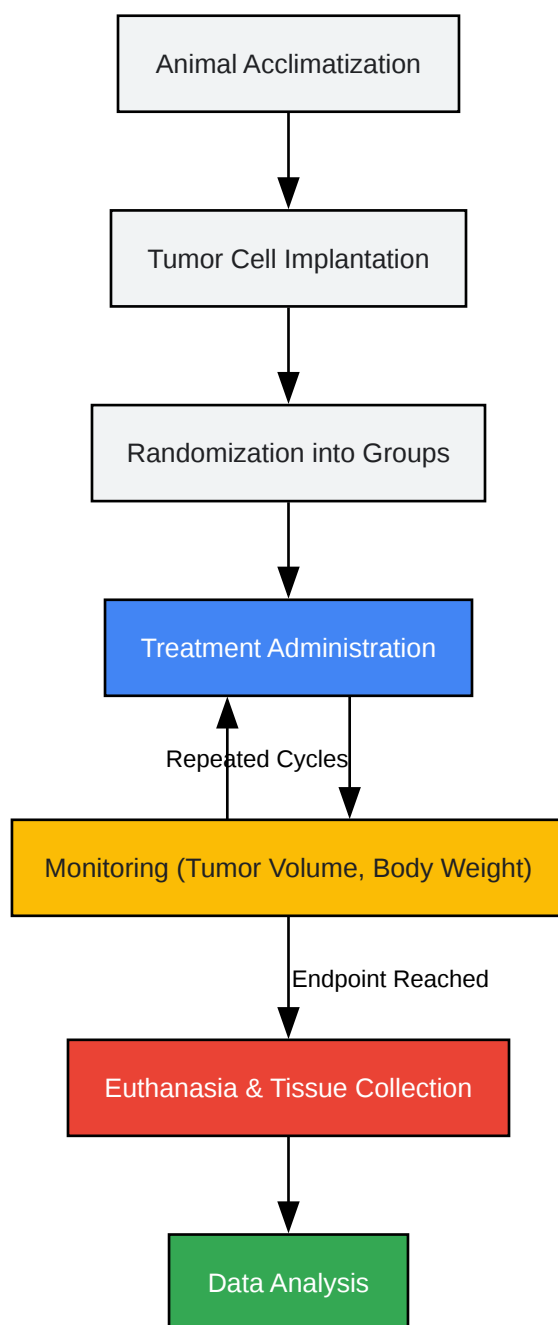 Animal Acclimatization
Tumor Cell Implantation
Randomization into Groups
Treatment Administration
Repeated Cycles
Monitoring (Tumor Volume, Body Weight)
Endpoint Reached
Euthanasia & Tissue Collection
Data Analysis